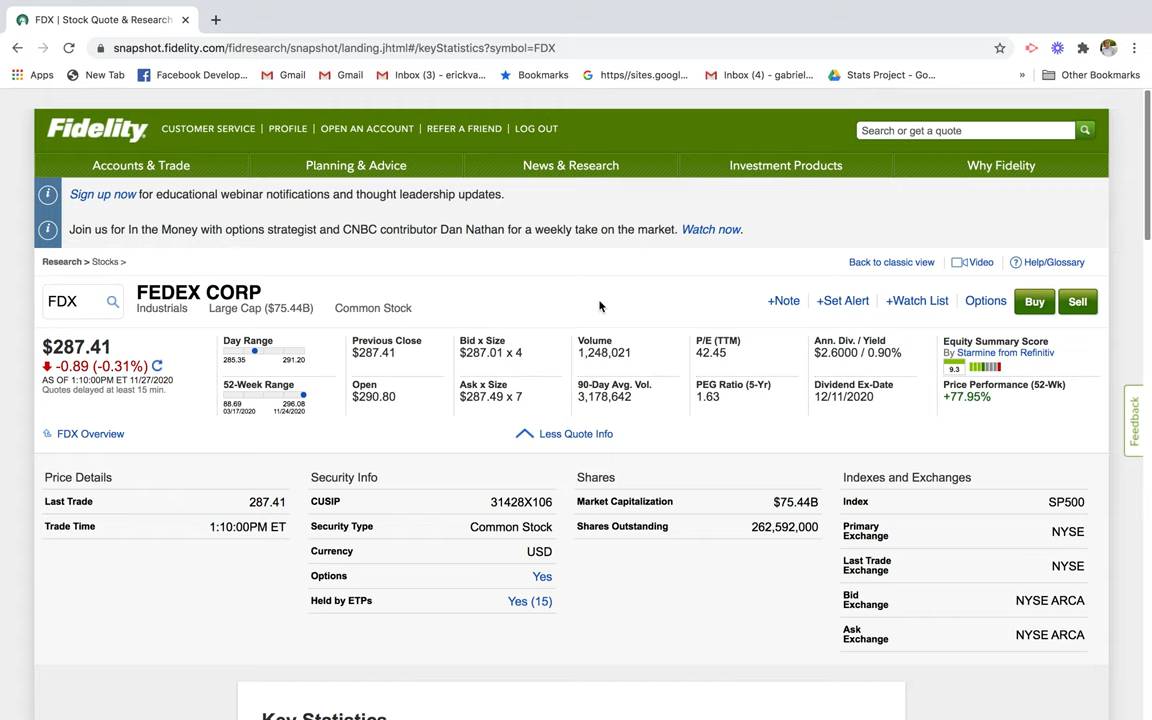 FDX | Stock Quote & Research
snapshot.fidelity.com/fidresearch/snapshot/landing.jhtml#/keyStatistics?symbol=FDX
Apps New Tab Facebook Develop... Gmail Gmail Inbox (3) - erickva... Bookmarks https//sites.googl... Inbox (4) - gabriel... Stats Project - Go... » Other Bookmarks
Fidelity CUSTOMER SERVICE | PROFILE | OPEN AN ACCOUNT | REFER A FRIEND | LOG OUT Search or get a quote
Accounts & Trade Planning & Advice News & Research Investment Products Why Fidelity
Sign up now for educational webinar notifications and thought leadership updates.
Join us for In the Money with options strategist and CNBC contributor Dan Nathan for a weekly take on the market. Watch now.
Research > Stocks > Back to classic view Video Help/Glossary
FDX FEDEX CORP +Note +Set Alert +Watch List Options Buy Sell
Industrials Large Cap ($75.44B) Common Stock
$287.41
-0.89 (-0.31%)
AS OF 1:10:00PM ET 11/27/2020
Quotes delayed at least 15 min.
Day Range
285.35 291.20
52-Week Range
88.69 296.08
03/17/2020 11/24/2020
Previous Close
$287.41
Open
$290.80
Bid x Size
$287.01 x 4
Ask x Size
$287.49 x 7
Volume
1,248,021
90-Day Avg. Vol.
3,178,642
P/E (TTM)
42.45
PEG Ratio (5-Yr)
1.63
Ann. Div. / Yield
$2.6000 / 0.90%
Dividend Ex-Date
12/11/2020
Equity Summary Score
By Starmine from Refinitiv
9.3
Price Performance (52-Wk)
+77.95%
Feedback
FDX Overview Less Quote Info
Price Details
Last Trade 287.41
Trade Time 1:10:00PM ET
Security Info
CUSIP 31428X106
Security Type Common Stock
Currency USD
Options Yes
Held by ETPs Yes (15)
Shares
Market Capitalization $75.44B
Shares Outstanding 262,592,000
Indexes and Exchanges
Index SP500
Primary Exchange NYSE
Last Trade Exchange NYSE
Bid Exchange NYSE ARCA
Ask Exchange NYSE ARCA
Key Statistics